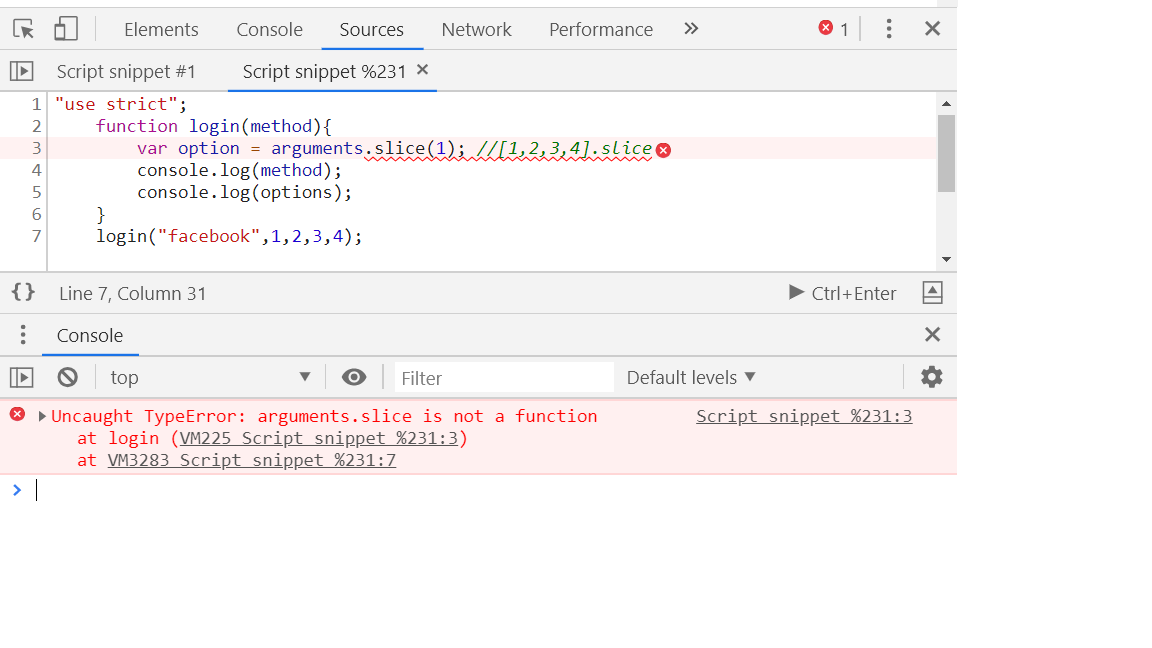 Elements Console Sources Network Performance » 1
Script snippet #1 Script snippet %231
1 "use strict";
2 function login(method){
3 var option = arguments.slice(1); //[1,2,3,4].slice
4 console.log(method);
5 console.log(options);
6 }
7 login("facebook",1,2,3,4);
{} Line 7, Column 31 Ctrl+Enter
Console
top Filter Default levels
Uncaught TypeError: arguments.slice is not a function Script snippet %231:3
at login (VM225 Script snippet %231:3)
at VM3283 Script snippet %231:7